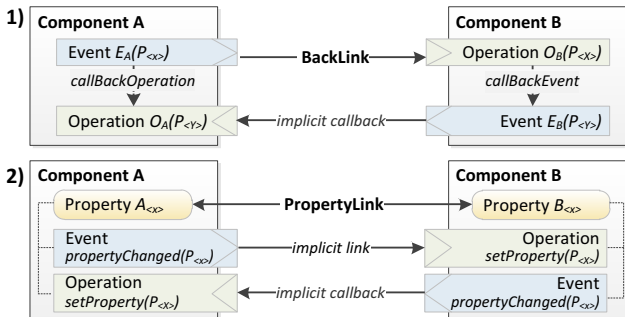 1)
Component A
Component B
Event E_A(P_<x>)
BackLink
Operation O_B(P_<X>)
callBackOperation
callBackEvent
Operation O_A(P_<Y>)
implicit callback
Event E_B(P_<Y>)
2)
Component A
Component B
Property A_<x>
PropertyLink
Property B_<x>
Event
propertyChanged(P_<x>)
implicit link
Operation
setProperty(P_<X>)
Operation
setProperty(P_<X>)
implicit callback
Event
propertyChanged(P_<x>)